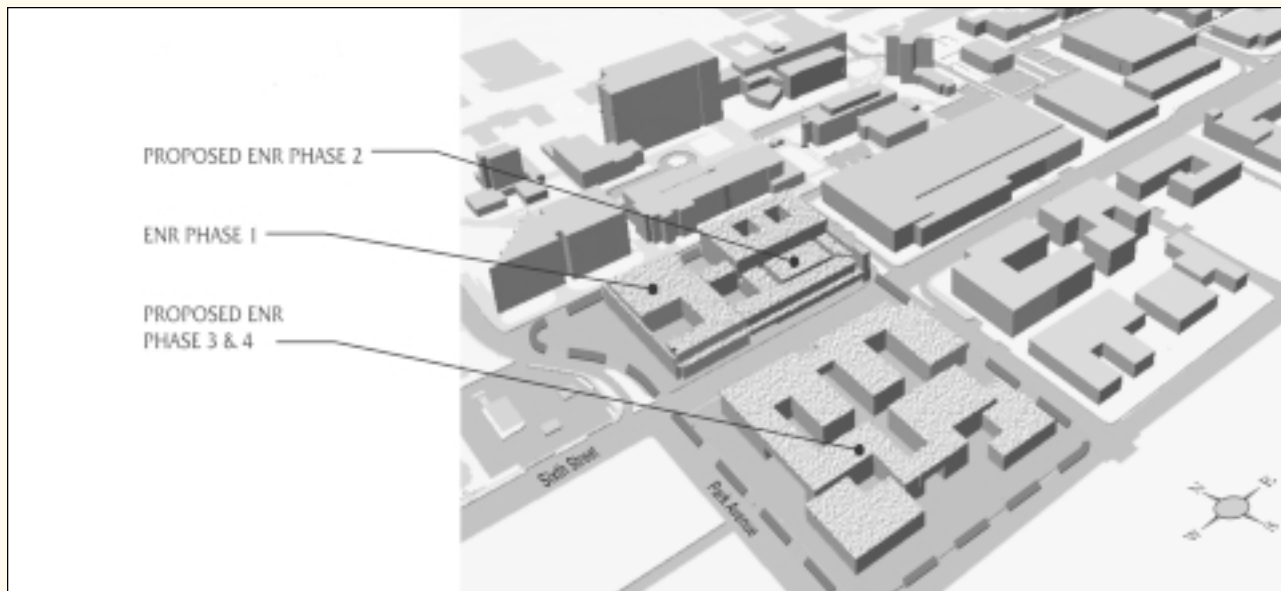 PROPOSED ENR PHASE 2
ENR PHASE 1
PROPOSED ENR
PHASE 3 & 4
Sixth Street
Park Avenue
N
E
S